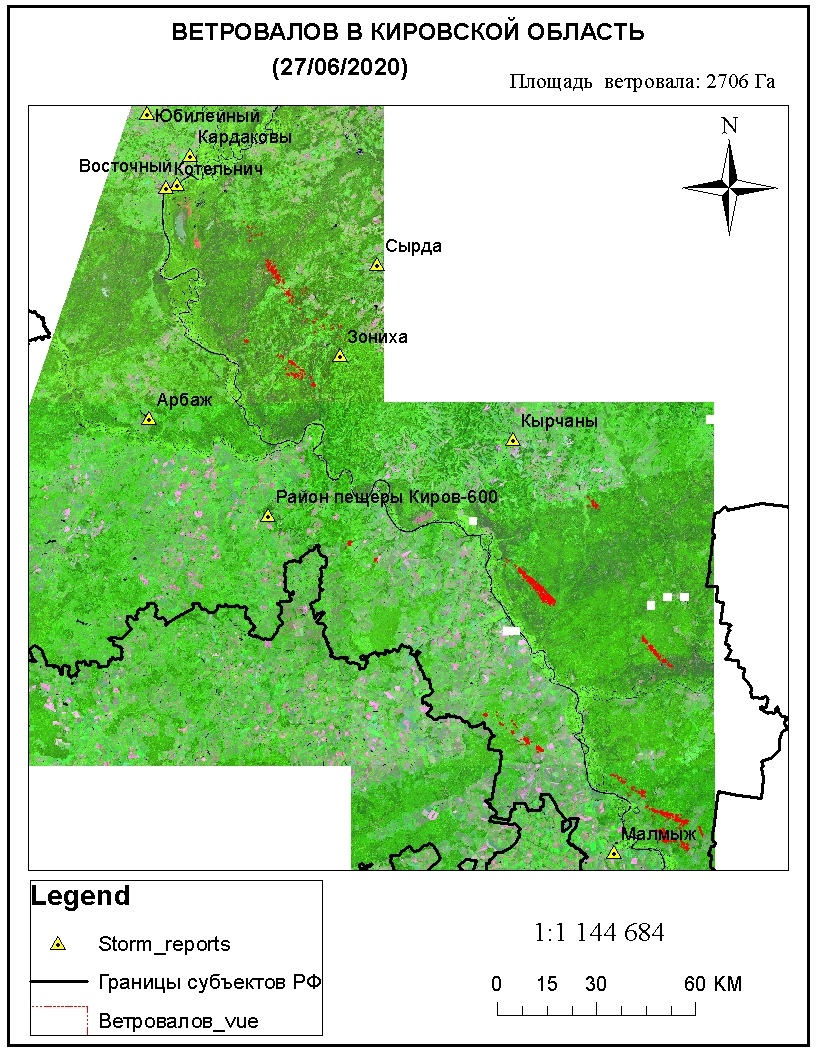 ВЕТРОВАЛОВ В КИРОВСКОЙ ОБЛАСТЬ
(27/06/2020)
Площадь ветровала: 2706 Га
N
Юбилейный
Кардаковы
Восточный
Котельнич
Сырда
Зониха
Арбаж
Кырчаны
Район пещеры Киров-600
Малмыж
Legend
Storm_reports
Границы субъектов РФ
Ветровалов_vue
1:1 144 684
0 15 30 60 КМ